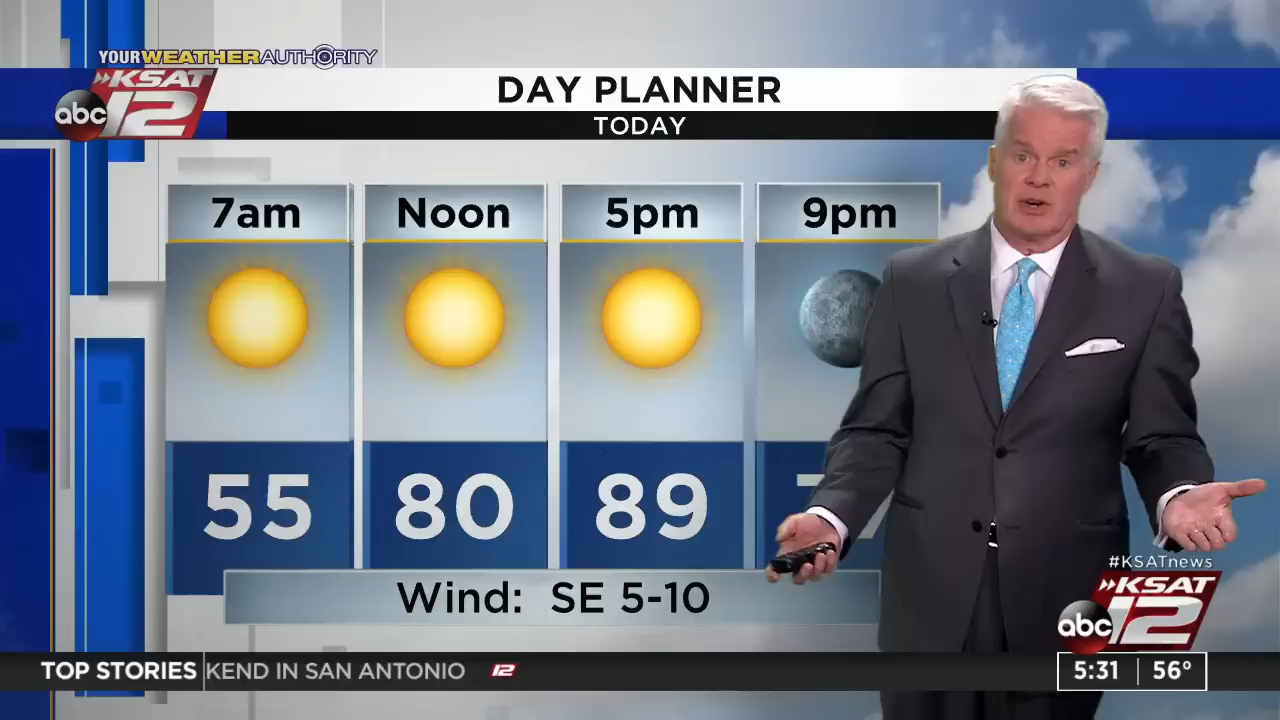 YOUR WEATHER AUTHORITY
KSAT
abc 12
DAY PLANNER
TODAY
7am Noon 5pm 9pm
55 80 89
Wind: SE 5-10
#KSATnews
KSAT
abc 12
TOP STORIES KEND IN SAN ANTONIO 12
5:31 56°